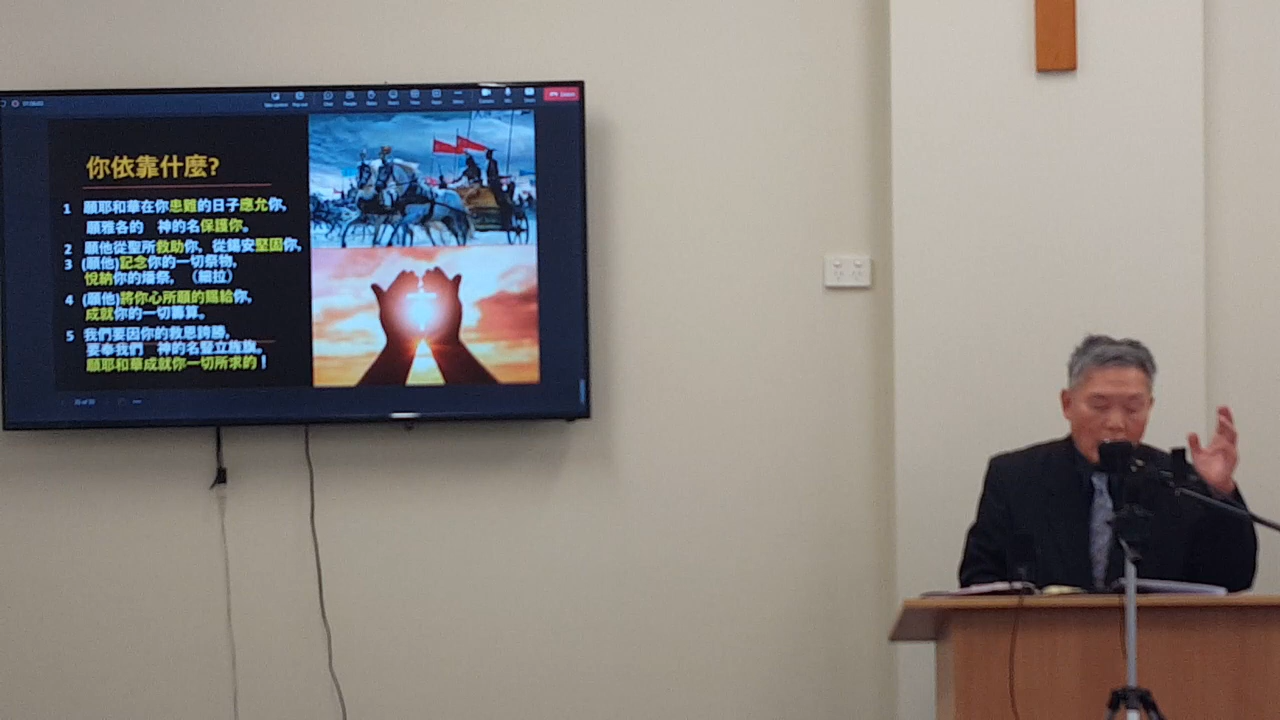 Leave
你依靠什麼?
1 願耶和華在你患難的日子應允你,
願雅各的 神的名保護你。
2 願他從聖所救助你, 從錫安堅固你,
3 (願他)記念你的一切祭物,
悅納你的燔祭, (細拉)
4 (願他)將你心所願的賜給你,
成就你的一切籌算。
5 我們要因你的救恩誇勝,
要奉我們 神的名豎立旌旗。
願耶和華成就你一切所求的!